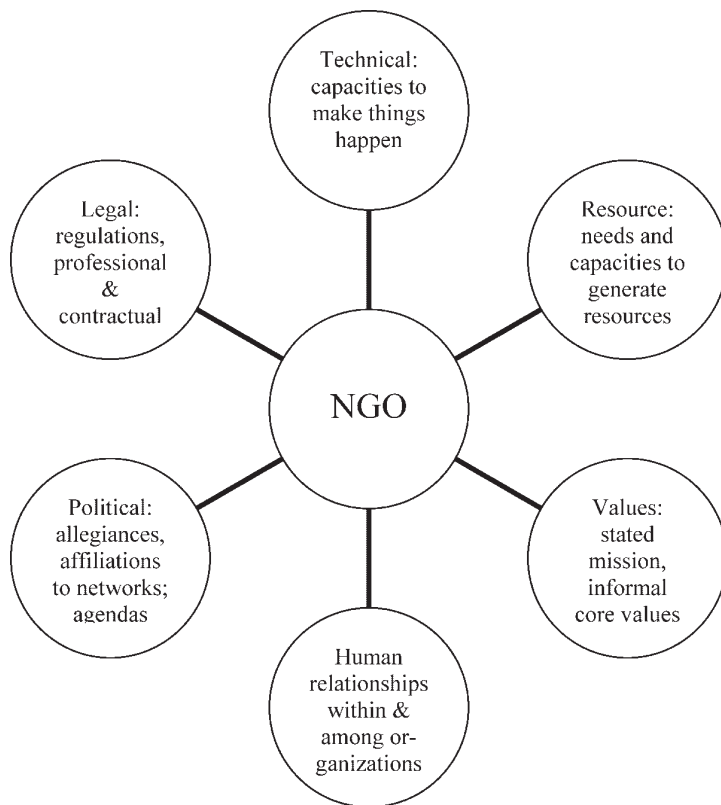 Technical:
capacities to
make things
happen
Legal:
regulations,
professional
&
contractual
Resource:
needs and
capacities to
generate
resources
NGO
Political:
allegiances,
affiliations
to networks;
agendas
Values:
stated
mission,
informal
core values
Human
relationships
within &
among or-
ganizations